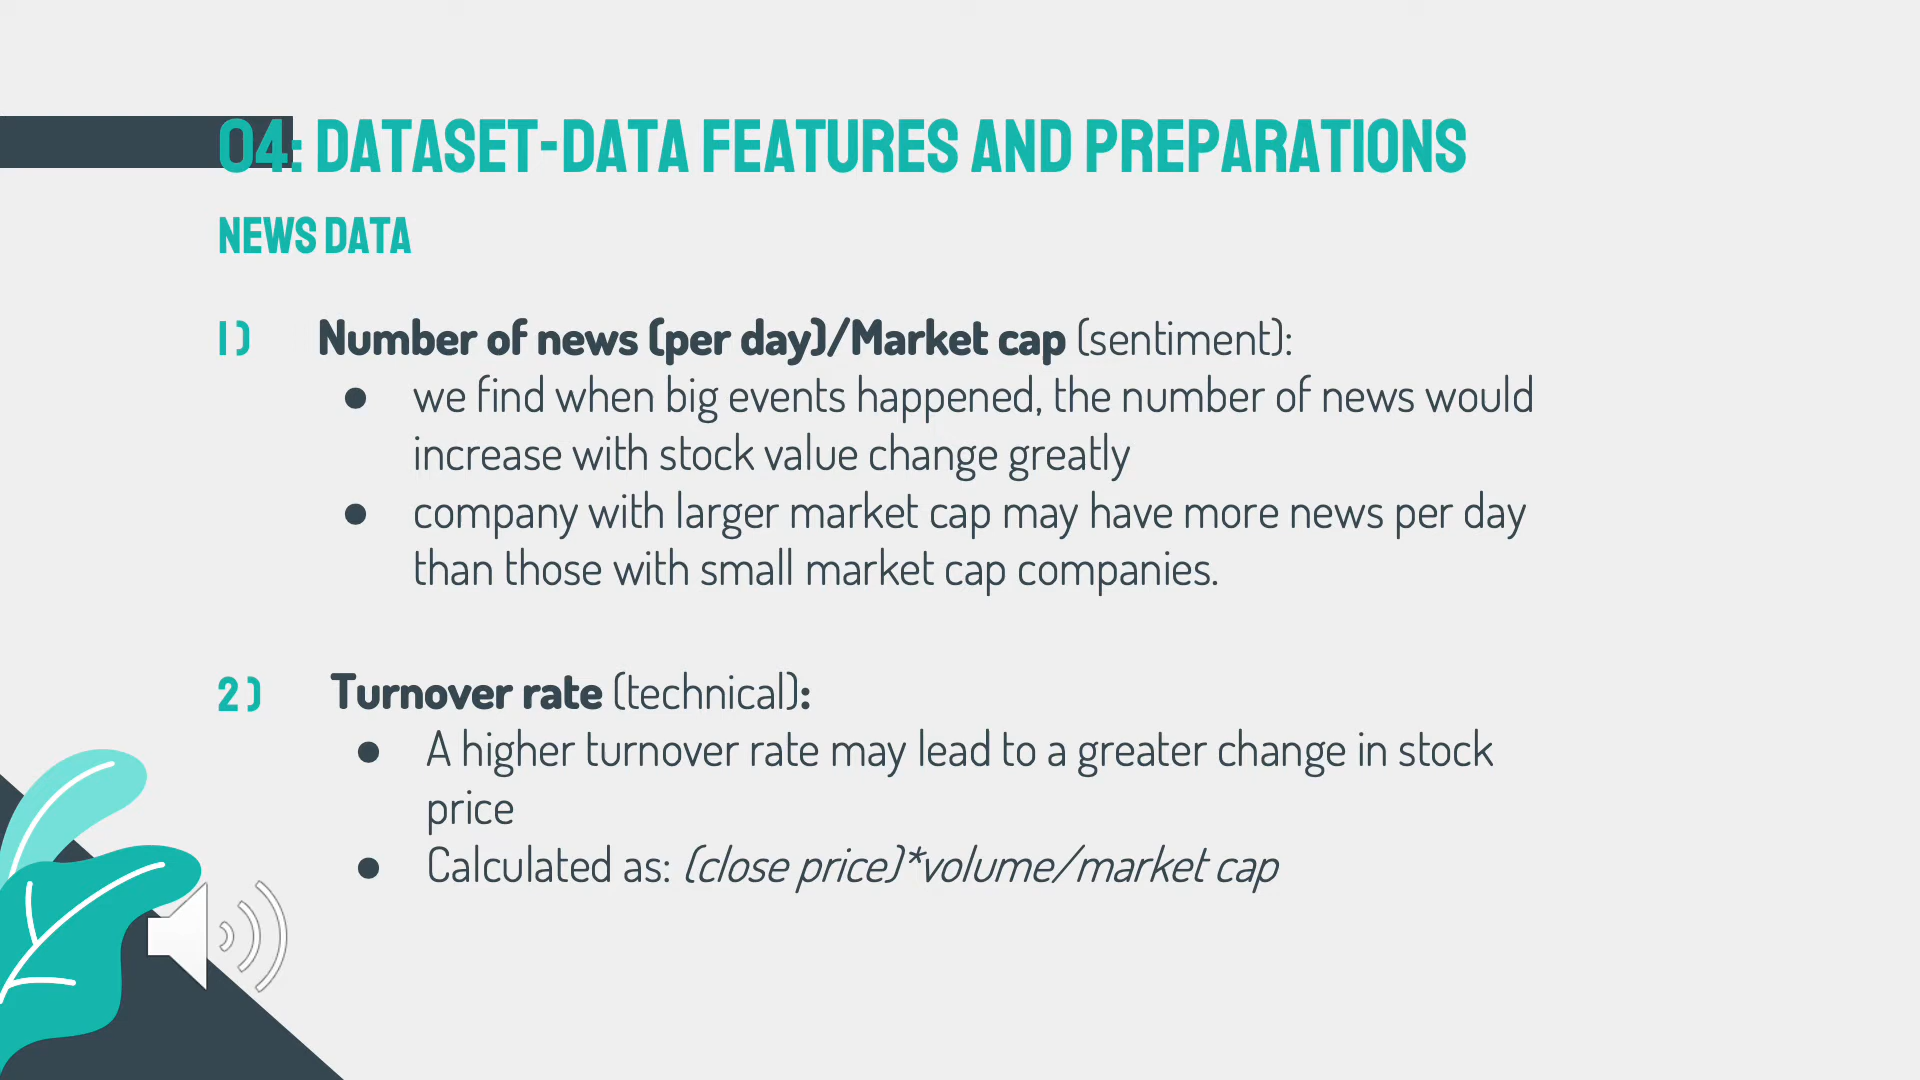 04: DATASET-DATA FEATURES AND PREPARATIONS
NEWS DATA
1) Number of news (per day)/Market cap (sentiment):
● we find when big events happened, the number of news would
increase with stock value change greatly
● company with larger market cap may have more news per day
than those with small market cap companies.
2) Turnover rate (technical):
● A higher turnover rate may lead to a greater change in stock
price
● Calculated as: (close price)*volume/market cap